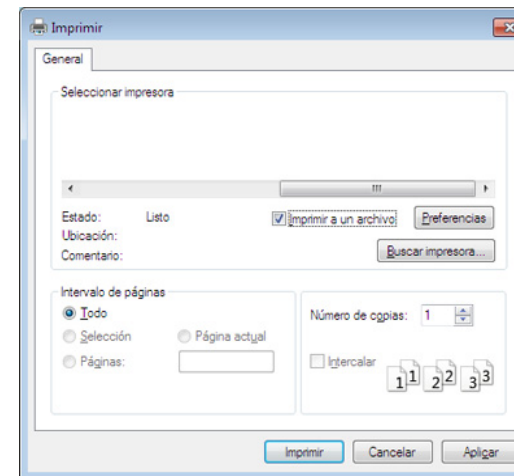 Imprimir
General
Seleccionar impresora
Estado: Listo
Imprimir a un archivo
Preferencias
Ubicación:
Comentario:
Buscar impresora...
Intervalo de páginas
Todo
Selección
Página actual
Páginas:
Número de copias: 1
Intercalar
1 1 2 2 3 3
Imprimir
Cancelar
Aplicar